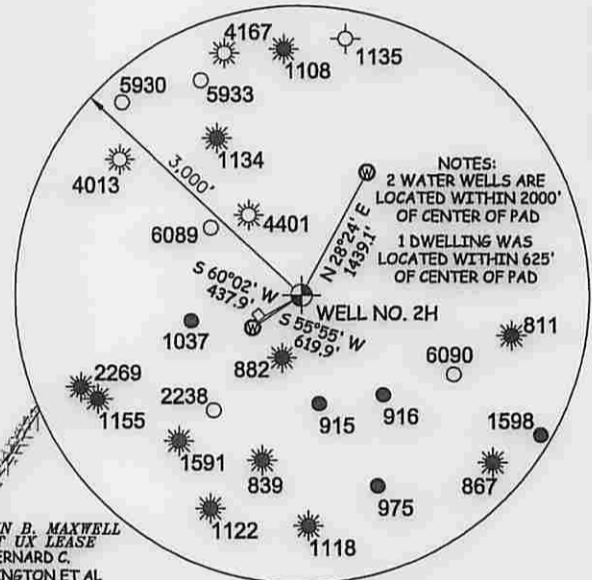 4167
1108
1135
5930
5933
3,000'
1134
4013
NOTES:
2 WATER WELLS ARE
LOCATED WITHIN 2000'
OF CENTER OF PAD
1 DWELLING WAS
LOCATED WITHIN 625'
OF CENTER OF PAD
W
4401
6089
N 28°24' E
1439.1'
S 60°02' W
437.9'
WELL NO. 2H
W
S 55°55' W
619.9'
1037
811
882
6090
2269
1155
2238
915
916
1598
1591
839
867
975
1122
1118
N B. MAXWELL
UX LEASE
ERNARD C.
INGTON ET AL